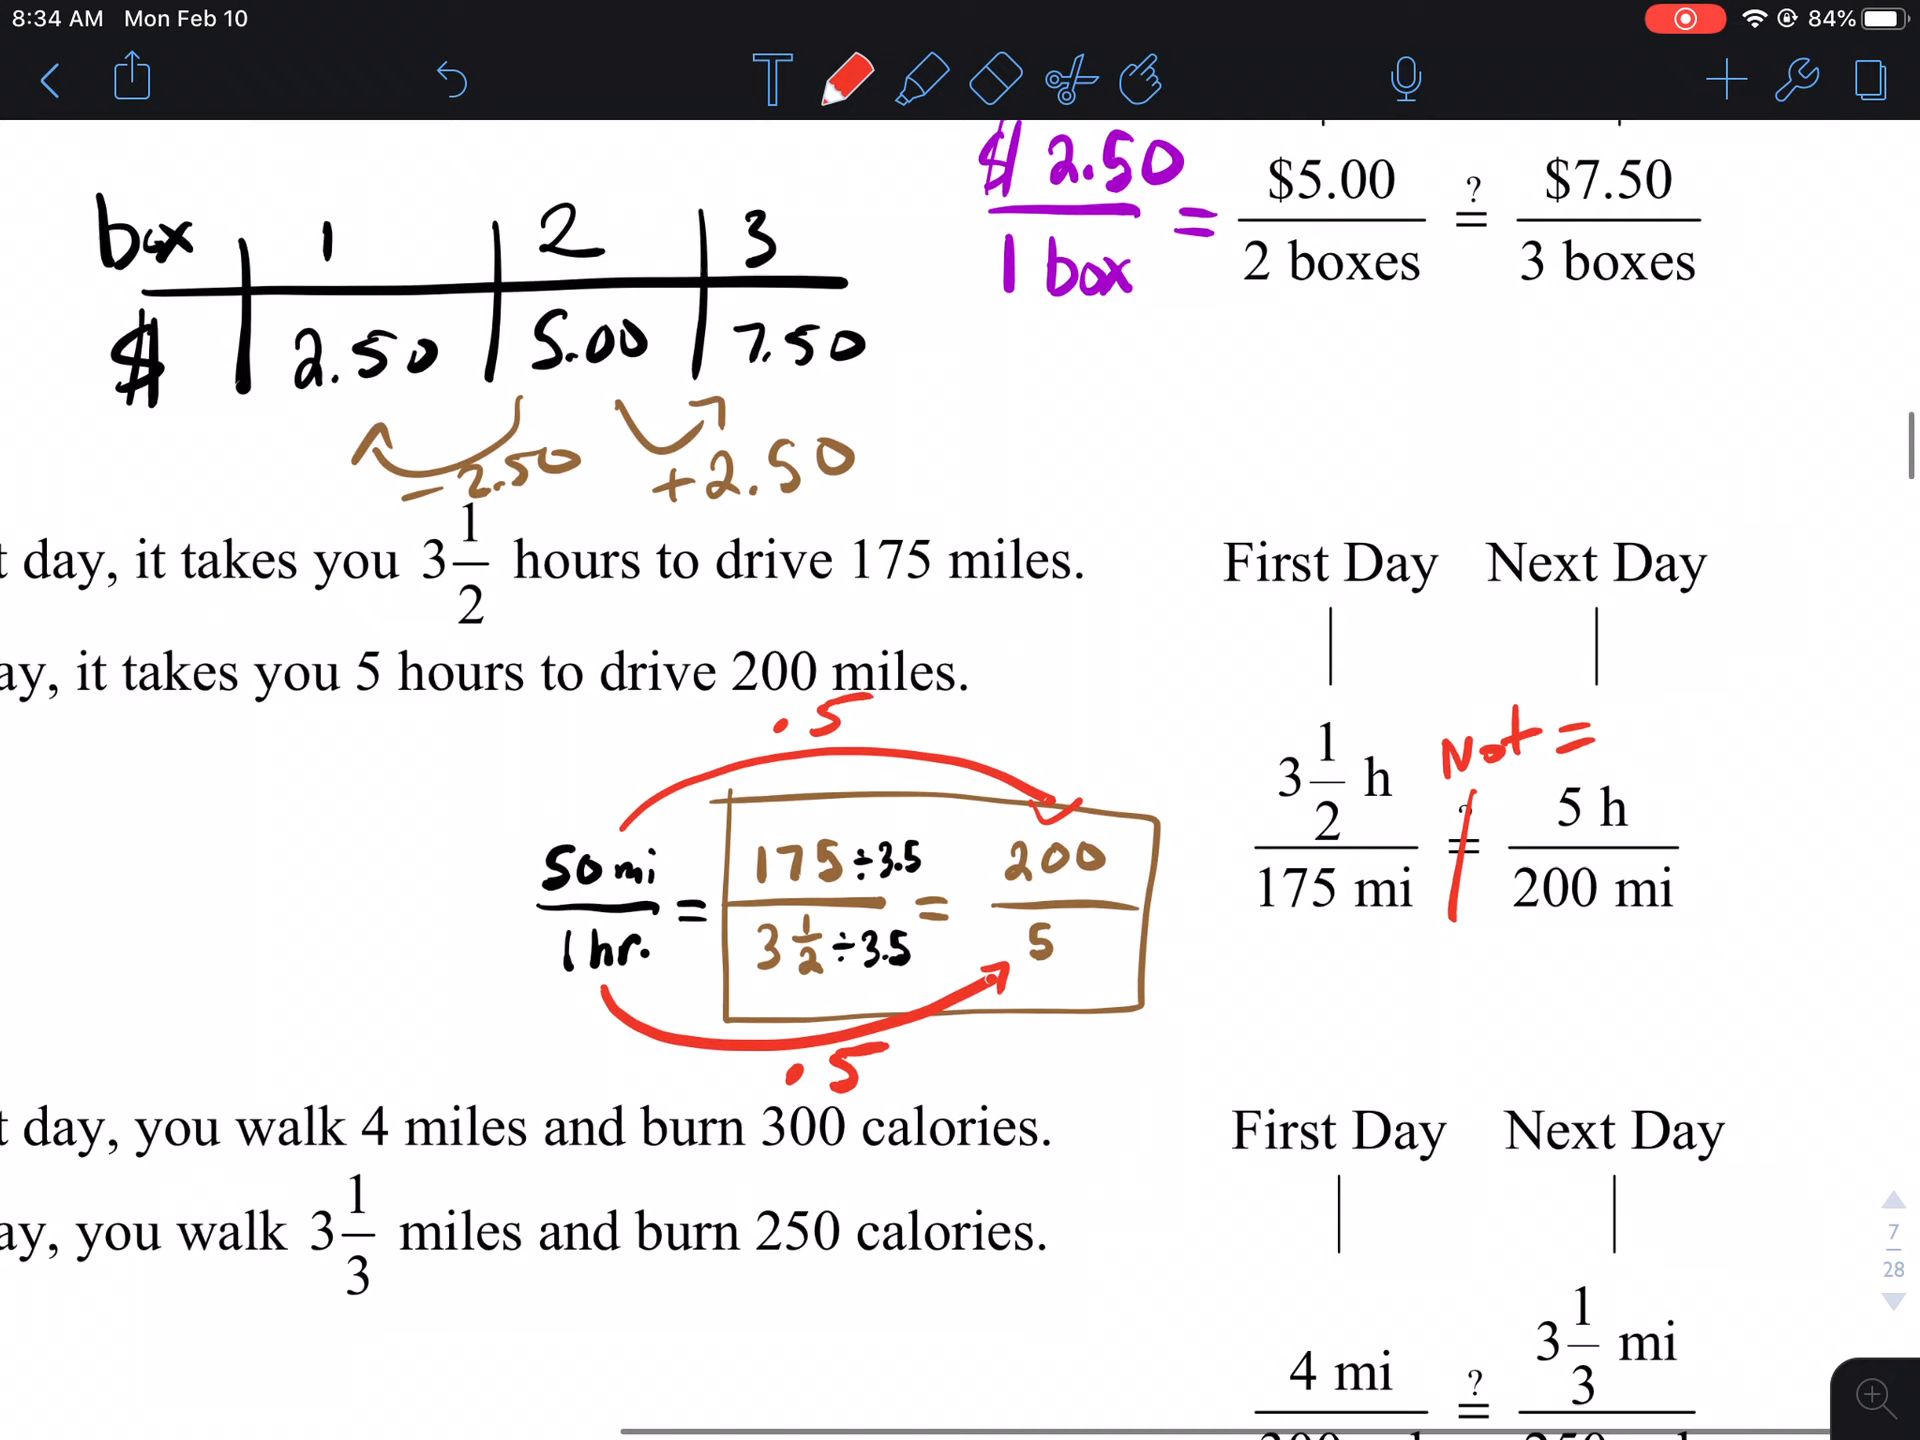 8:34 AM Mon Feb 10
84%
T
box 1 2 3
$ 2.50 5.00 7.50
- 2.50 +2.50
$ 2.50 / 1 box = $5.00 / 2 boxes ?= $7.50 / 3 boxes
t day, it takes you 3 1/2 hours to drive 175 miles.
ay, it takes you 5 hours to drive 200 miles.
First Day Next Day
3 1/2 h / 175 mi ?= 5 h / 200 mi
Not =
. 5
50 mi / 1 hr. = 175 ÷3.5 / 3 1/2 ÷3.5 = 200 / 5
. 5
t day, you walk 4 miles and burn 300 calories.
ay, you walk 3 1/3 miles and burn 250 calories.
First Day Next Day
4 mi ?= 3 1/3 mi
7
28